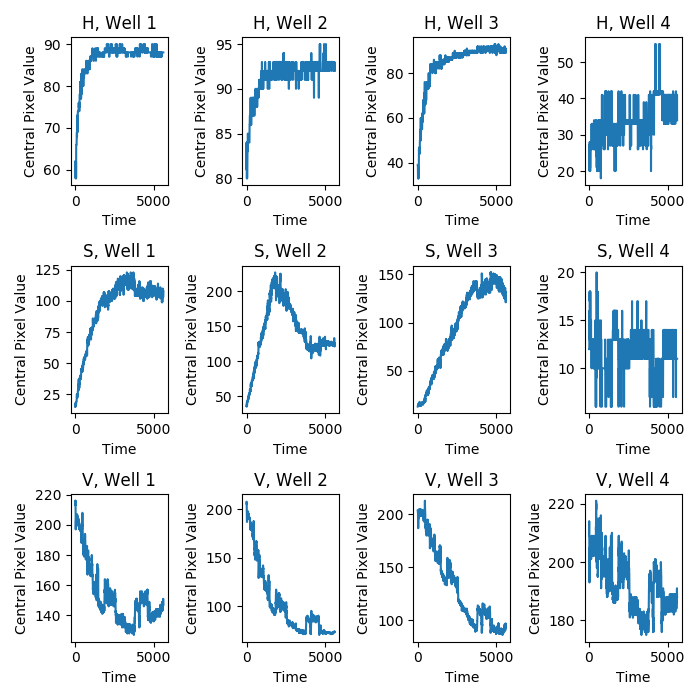 H, Well 1
H, Well 2
H, Well 3
H, Well 4
Central Pixel Value
90
80
70
60
Central Pixel Value
95
90
85
80
Central Pixel Value
80
60
40
Central Pixel Value
50
40
30
20
0 5000
0 5000
0 5000
0 5000
Time
Time
Time
Time
S, Well 1
S, Well 2
S, Well 3
S, Well 4
Central Pixel Value
125
100
75
50
25
Central Pixel Value
200
150
100
50
Central Pixel Value
150
100
50
Central Pixel Value
20
15
10
0 5000
0 5000
0 5000
0 5000
Time
Time
Time
Time
V, Well 1
V, Well 2
V, Well 3
V, Well 4
Central Pixel Value
220
200
180
160
140
Central Pixel Value
200
150
100
Central Pixel Value
200
150
100
Central Pixel Value
220
200
180
0 5000
0 5000
0 5000
0 5000
Time
Time
Time
Time